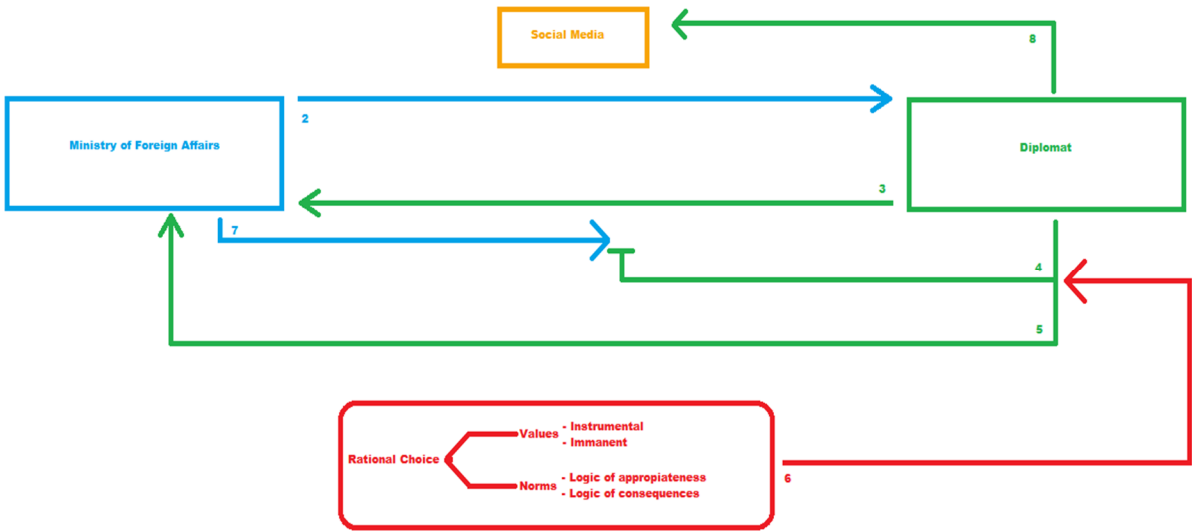 Social Media
8
2
Ministry of Foreign Affairs
Diplomat
3
7
4
5
Values - Instrumental
- Immanent
Rational Choice
Norms - Logic of appropiateness
- Logic of consequences
6